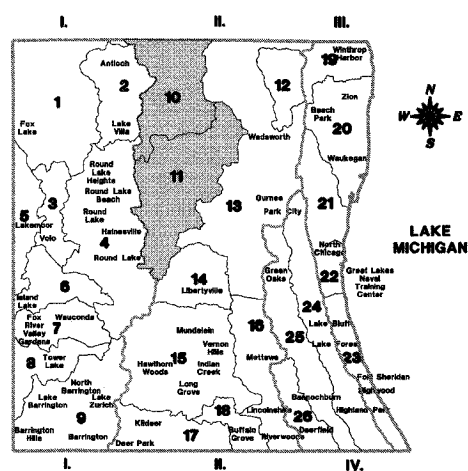 I.
II.
III.
Winthrop
Harbor
19
Antioch
2
10
12
Zion
N
W
E
S
1
Beach
Park
20
Fox
Lake
Lake
Villa
Wadsworth
Waukegan
Round
Lake
Heights
11
Round Lake
Beach
3
Gurnee
13
Park City
21
5
Lakemoor
Round
Lake
Hainesville
Volo
4
Round Lake
North
Chicago
LAKE
MICHIGAN
Green
Oaks
22
Great Lakes
Naval
Training
Center
6
14
Libertyville
Island
Lake
24
Fox
River
Valley
Gardens
Wauconda
7
Mundelein
16
25
Lake Bluff
Vernon
Hills
Lake Forest
8
Tower
Lake
15
Hawthorn
Woods
Indian
Creek
Mettawa
23
Long
Grove
Fort Sheridan
North
Barrington
Bannockburn
Highwood
Lake
Barrington
Lake
Zurich
18
Lincolnshire
26
Highland Park
9
Kildeer
Buffalo
Grove
Deerfield
Barrington
Hills
Barrington
Deer Park
17
Riverwoods
I.
II.
IV.